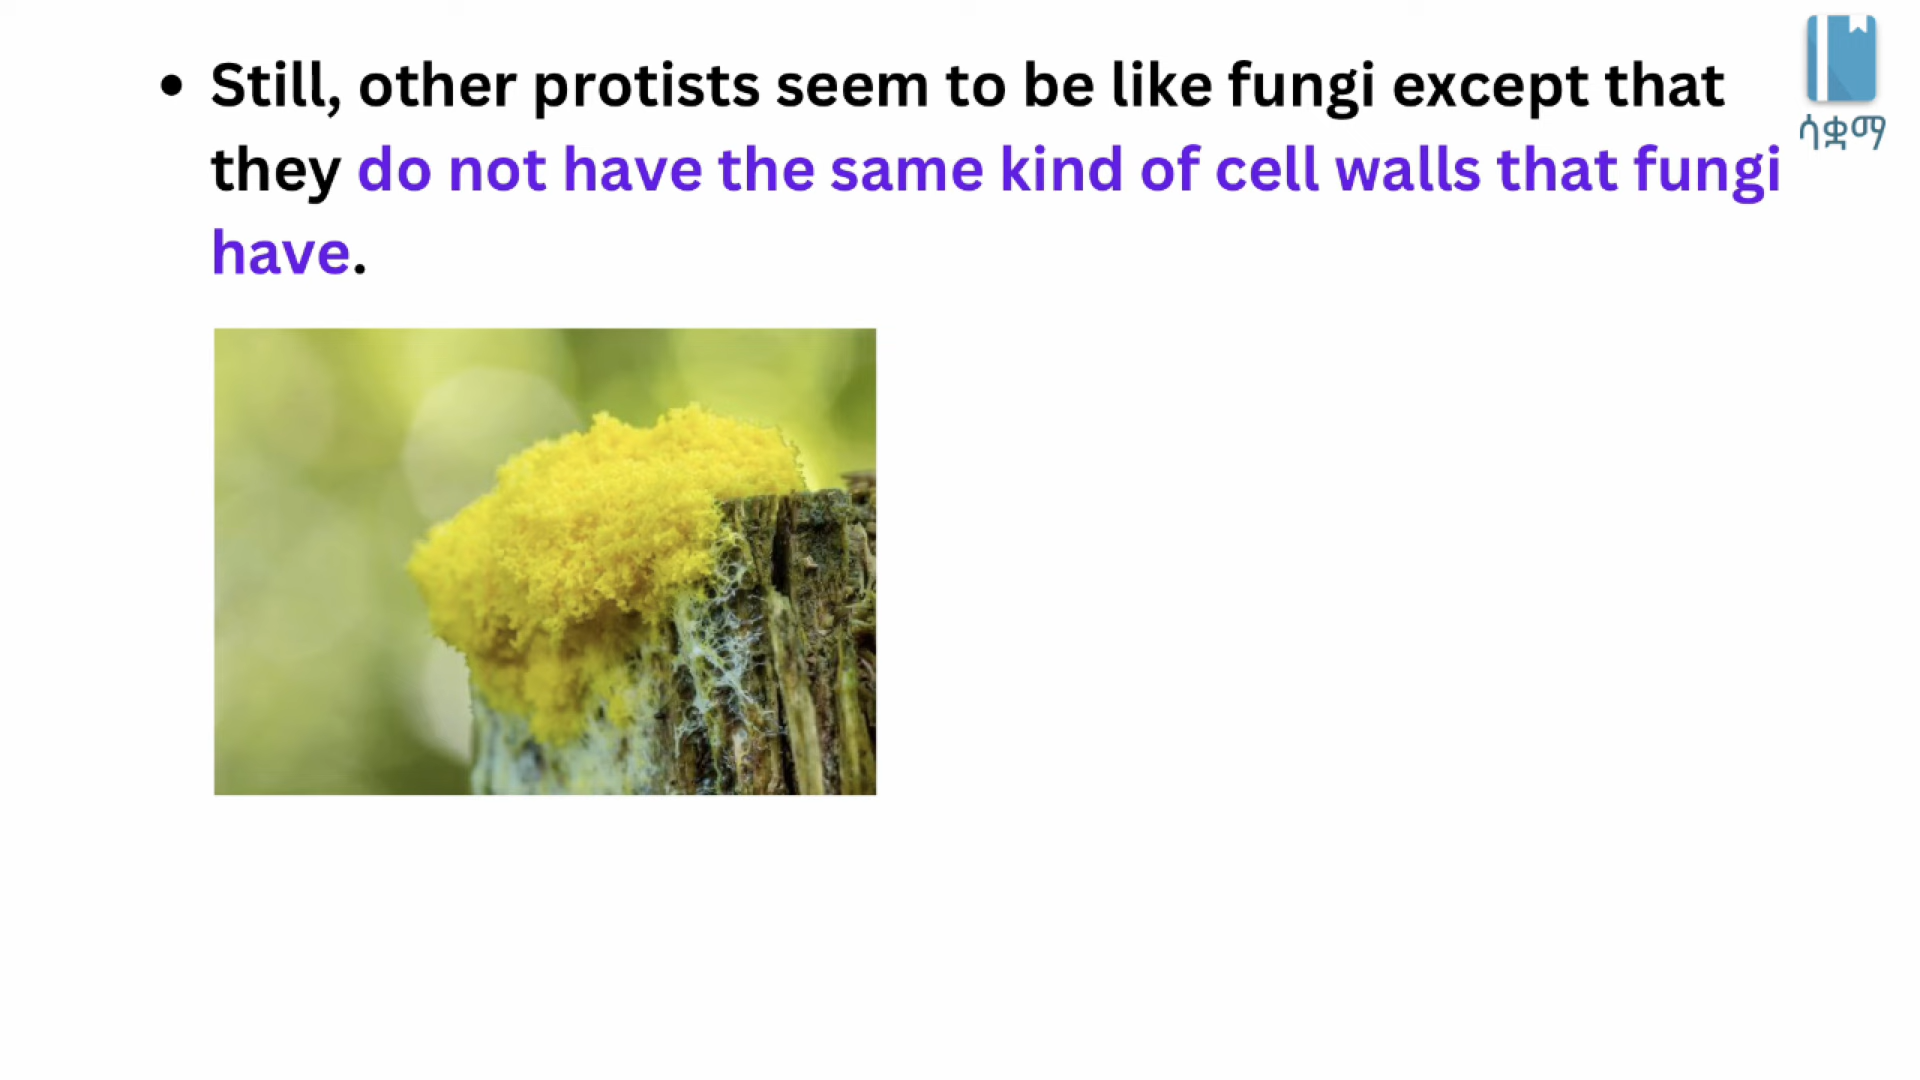 • Still, other protists seem to be like fungi except that
they do not have the same kind of cell walls that fungi
have.
ሳቋማ